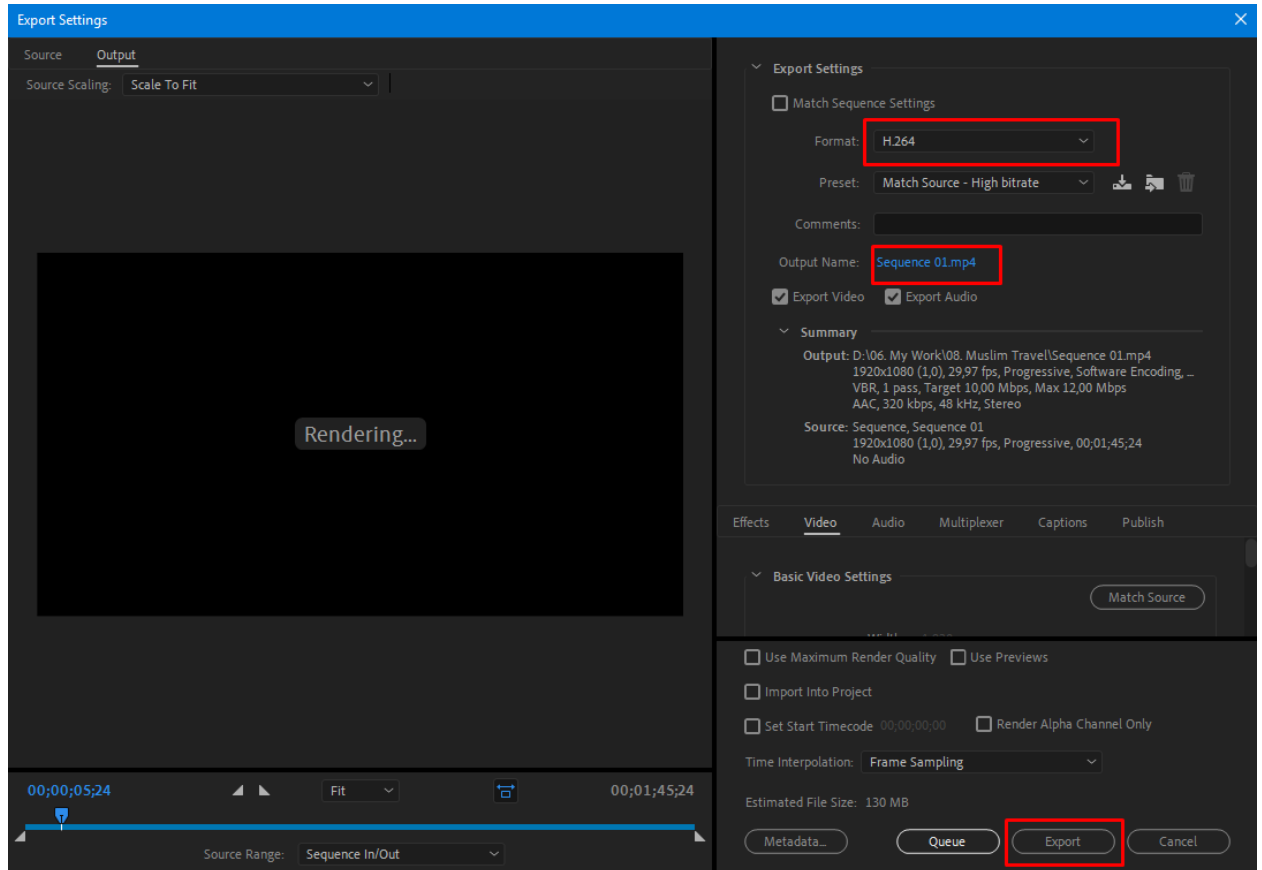 Export Settings
Source Output
Source Scaling: Scale To Fit
Rendering...
00;00;05;24 Fit 00;01;45;24
Source Range: Sequence In/Out
Export Settings
Match Sequence Settings
Format: H.264
Preset: Match Source - High bitrate
Comments:
Output Name: Sequence 01.mp4
Export Video Export Audio
Summary
Output: D:\06. My Work\08. Muslim Travel\Sequence 01.mp4
1920x1080 (1,0), 29,97 fps, Progressive, Software Encoding, ...
VBR, 1 pass, Target 10,00 Mbps, Max 12,00 Mbps
AAC, 320 kbps, 48 kHz, Stereo
Source: Sequence, Sequence 01
1920x1080 (1,0), 29,97 fps, Progressive, 00;01;45;24
No Audio
Effects Video Audio Multiplexer Captions Publish
Basic Video Settings
Match Source
Use Maximum Render Quality Use Previews
Import Into Project
Set Start Timecode 00;00;00;00 Render Alpha Channel Only
Time Interpolation: Frame Sampling
Estimated File Size: 130 MB
Metadata... Queue Export Cancel